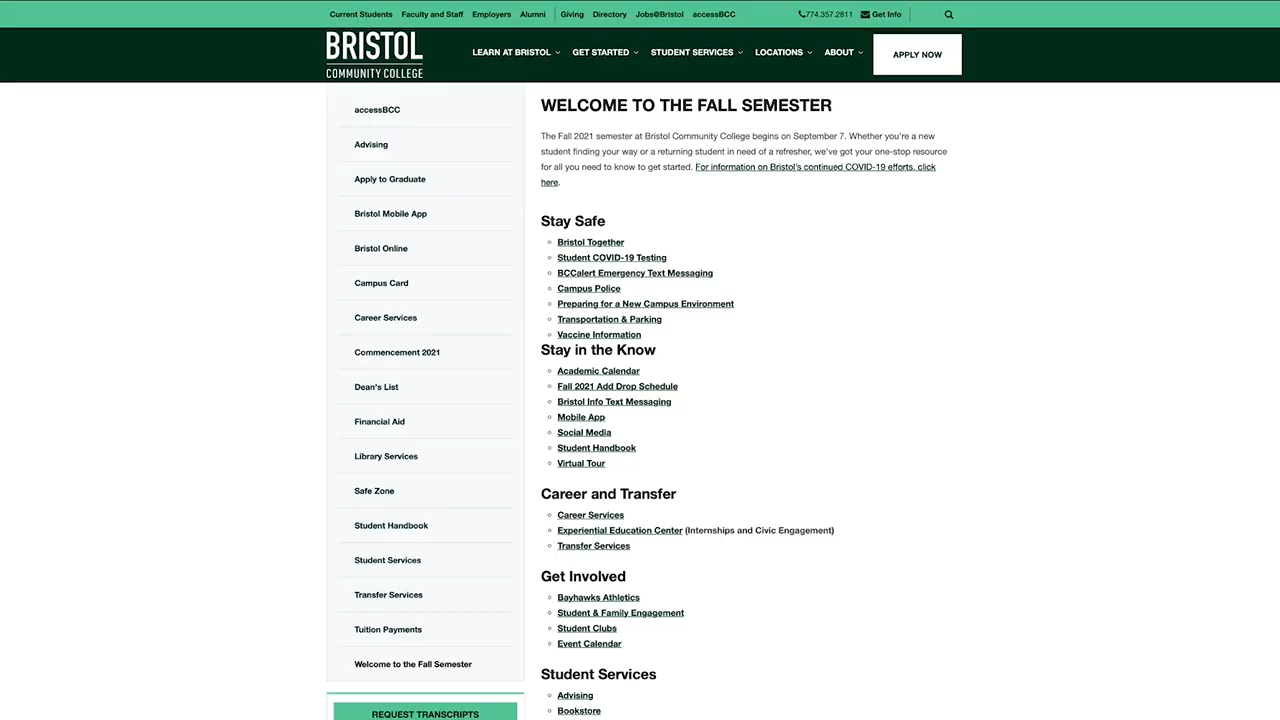 Current Students Faculty and Staff Employers Alumni Giving Directory Jobs@Bristol accessBCC 774.357.2811 Get Info
BRISTOL
COMMUNITY COLLEGE
LEARN AT BRISTOL GET STARTED STUDENT SERVICES LOCATIONS ABOUT APPLY NOW
accessBCC
Advising
Apply to Graduate
Bristol Mobile App
Bristol Online
Campus Card
Career Services
Commencement 2021
Dean's List
Financial Aid
Library Services
Safe Zone
Student Handbook
Student Services
Transfer Services
Tuition Payments
Welcome to the Fall Semester
REQUEST TRANSCRIPTS
WELCOME TO THE FALL SEMESTER
The Fall 2021 semester at Bristol Community College begins on September 7. Whether you're a new
student finding your way or a returning student in need of a refresher, we've got your one-stop resource
for all you need to know to get started. For information on Bristol's continued COVID-19 efforts, click
here.
Stay Safe
Bristol Together
Student COVID-19 Testing
BCCalert Emergency Text Messaging
Campus Police
Preparing for a New Campus Environment
Transportation & Parking
Vaccine Information
Stay in the Know
Academic Calendar
Fall 2021 Add Drop Schedule
Bristol Info Text Messaging
Mobile App
Social Media
Student Handbook
Virtual Tour
Career and Transfer
Career Services
Experiential Education Center (Internships and Civic Engagement)
Transfer Services
Get Involved
Bayhawks Athletics
Student & Family Engagement
Student Clubs
Event Calendar
Student Services
Advising
Bookstore